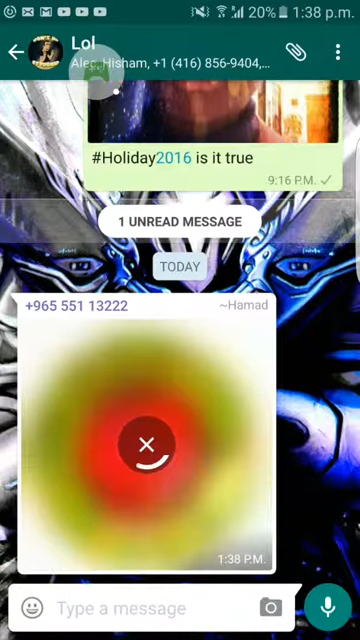 20% 1:38 p.m.
Lol
Alec, Hisham, +1 (416) 856-9404,...
#Holiday2016 is it true
9:16 P.M.
1 UNREAD MESSAGE
TODAY
+965 551 13222 ~Hamad
1:38 P.M.
Type a message